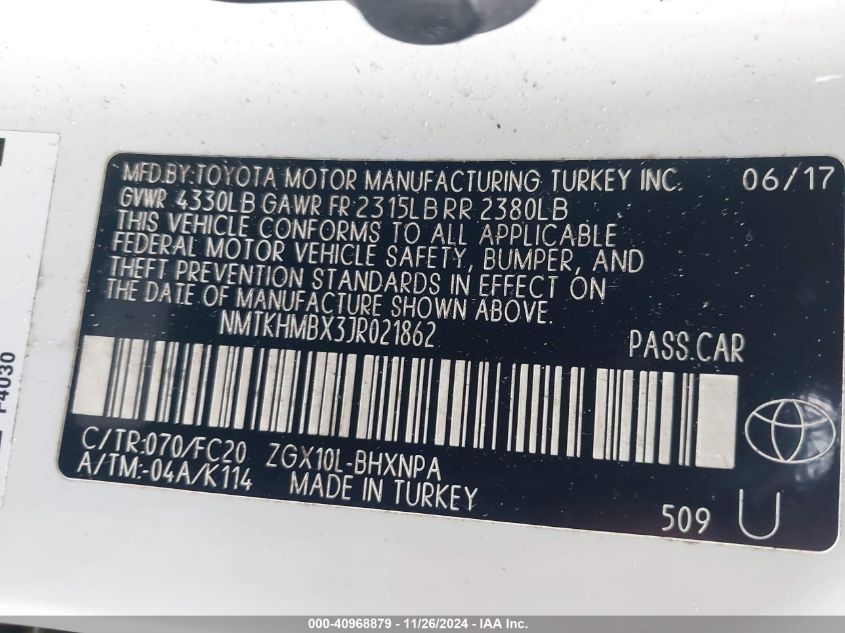 MFD.BY:TOYOTA MOTOR MANUFACTURING TURKEY INC. 06/17
GVWR 4330LB GAWR FR 2315LB RR 2380LB
THIS VEHICLE CONFORMS TO ALL APPLICABLE
FEDERAL MOTOR VEHICLE SAFETY, BUMPER, AND
THEFT PREVENTION STANDARDS IN EFFECT ON
THE DATE OF MANUFACTURE SHOWN ABOVE.
NMTKHMBX3JR021862 PASS.CAR
C/TR:070/FC20 ZGX10L-BHXNPA
A/TM:-04A/K114 MADE IN TURKEY
509 U
F4030
000-40968879 | 11/26/2024 - IAA Inc.